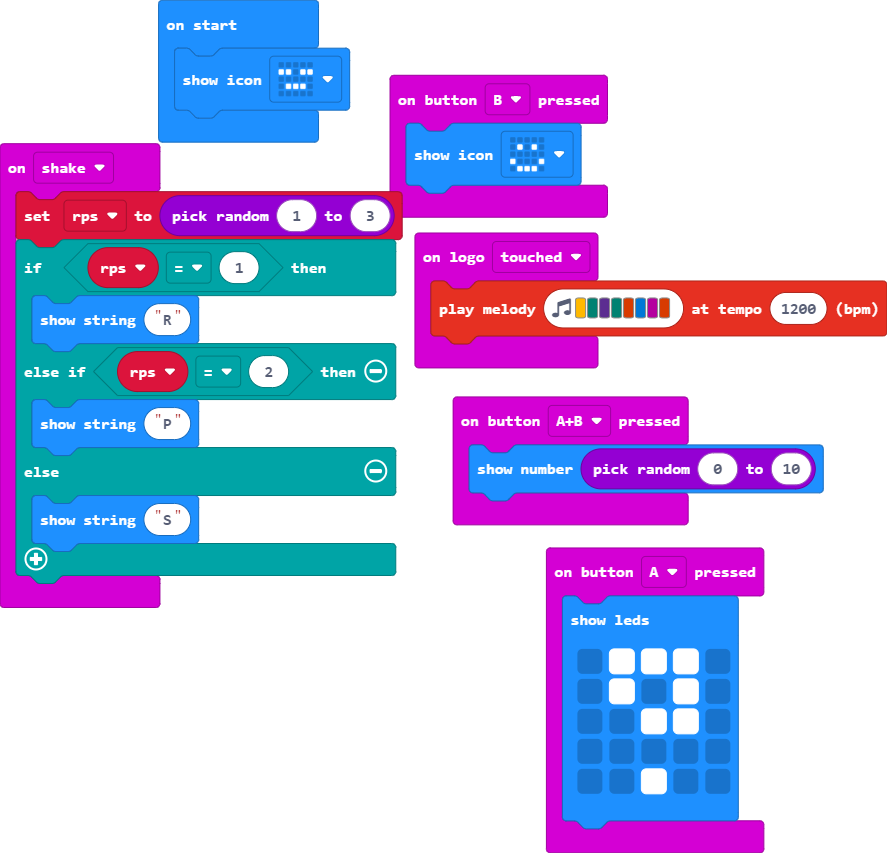 on start
show icon
on button B pressed
show icon
on shake
set rps to pick random 1 to 3
if rps = 1 then
show string "R"
else if rps = 2 then
show string "P"
else
show string "S"
on logo touched
play melody at tempo 1200 (bpm)
on button A+B pressed
show number pick random 0 to 10
on button A pressed
show leds